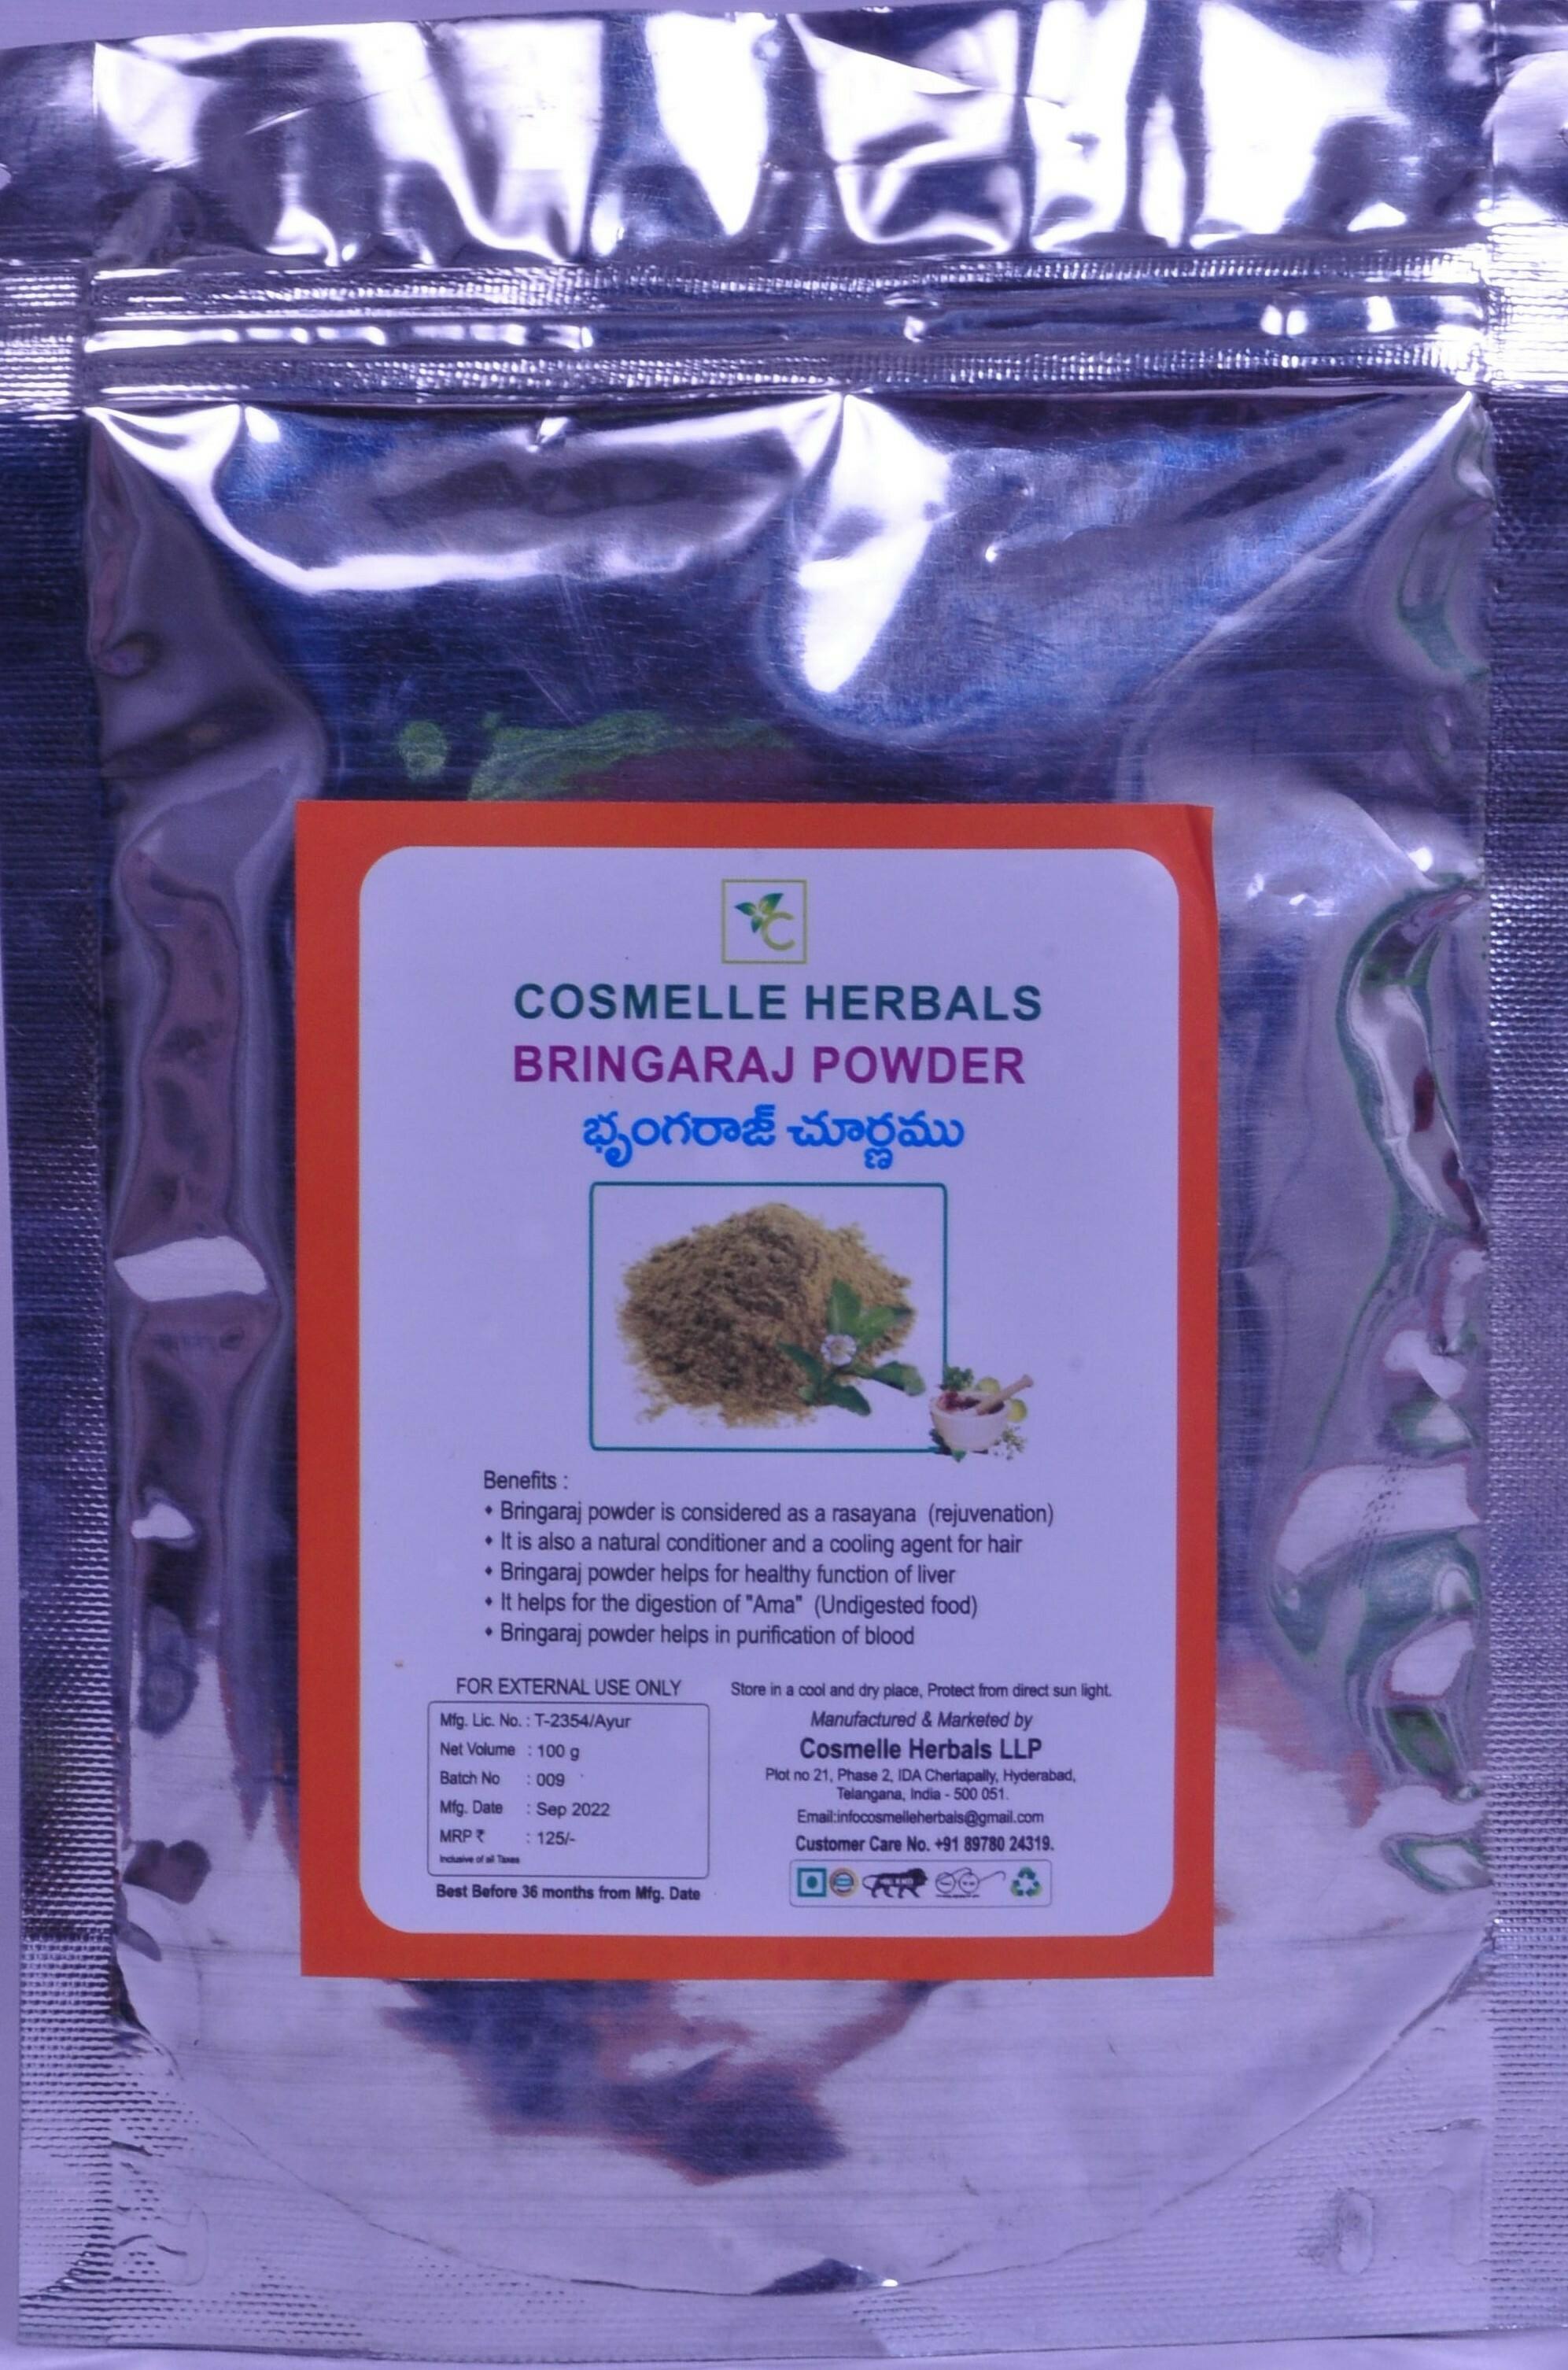 COSMELLE HERBALS
BRINGARAJ POWDER
భృంగరాజ్ చూర్ణము
Benefits :
Bringaraj powder is considered as a rasayana (rejuvenation)
It is also a natural conditioner and a cooling agent for hair
Bringaraj powder helps for healthy function of liver
It helps for the digestion of "Ama" (Undigested food)
Bringaraj powder helps in purification of blood
FOR EXTERNAL USE ONLY
Mfg. Lic. No. : T-2354/Ayur
Net Volume : 100 g
Batch No : 009
Mfg. Date : Sep 2022
MRP ₹ : 125/-
Inclusive of all Taxes
Best Before 36 months from Mfg. Date
Store in a cool and dry place, Protect from direct sun light.
Manufactured & Marketed by
Cosmelle Herbals LLP
Plot no 21, Phase 2, IDA Cherlapally, Hyderabad,
Telangana, India - 500 051.
Email:infocosmelleherbals@gmail.com
Customer Care No. +91 89780 24319.